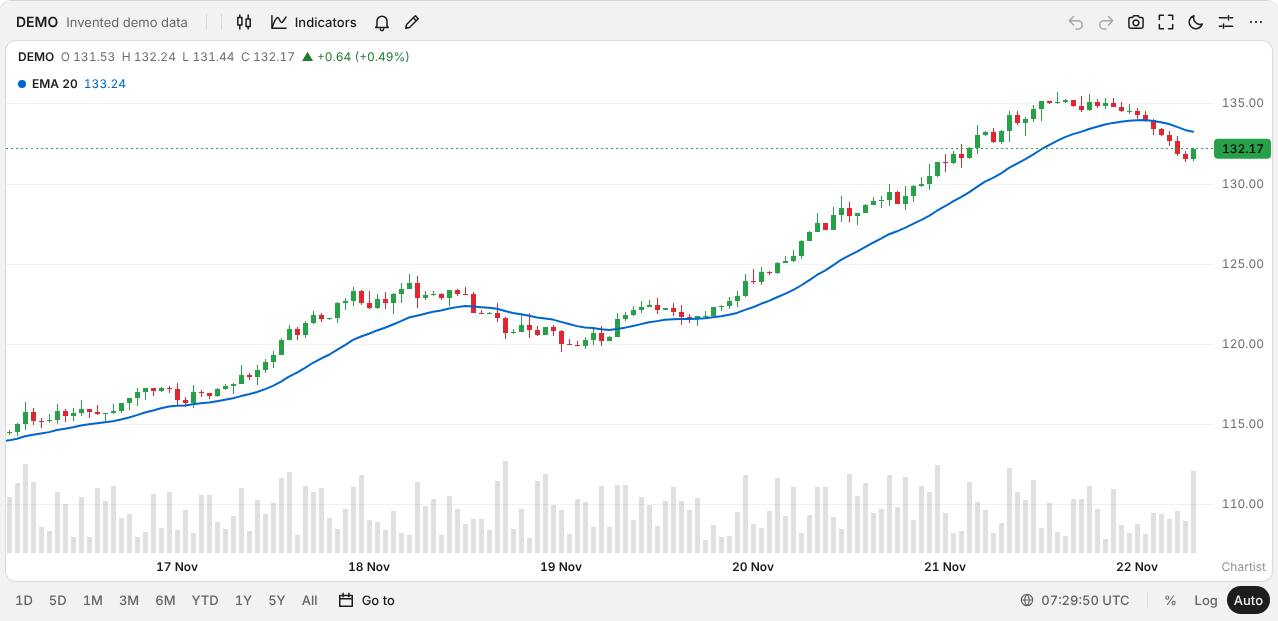 DEMO Invented demo data Indicators
DEMO O 131.53 H 132.24 L 131.44 C 132.17 ▲ +0.64 (+0.49%)
EMA 20 133.24
135.00
132.17
130.00
125.00
120.00
115.00
110.00
17 Nov 18 Nov 19 Nov 20 Nov 21 Nov 22 Nov Chartist
1D 5D 1M 3M 6M YTD 1Y 5Y All Go to 07:29:50 UTC % Log Auto